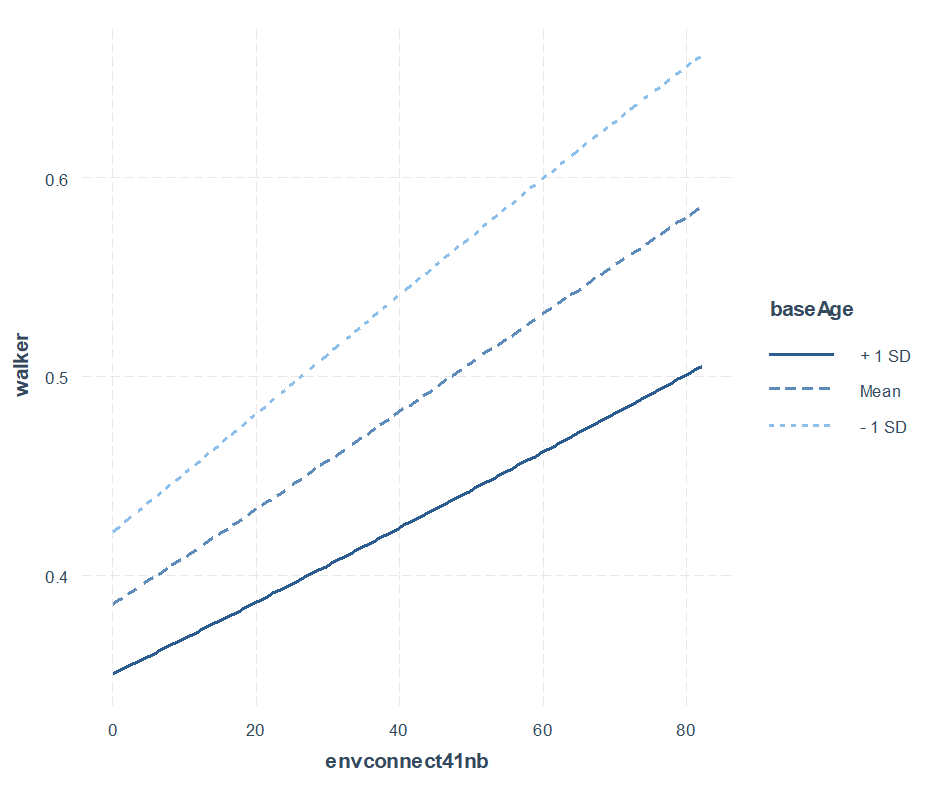 walker
0.6
0.5
0.4
0 20 40 60 80
envconnect41nb
baseAge
+ 1 SD
Mean
- 1 SD